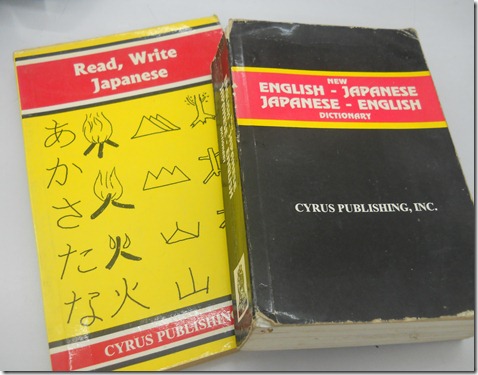 Read, Write
Japanese
あ
か
さ
た
な 火 山
CYRUS PUBLISHING
NEW
ENGLISH - JAPANESE
JAPANESE - ENGLISH
DICTIONARY
CYRUS PUBLISHING, INC.